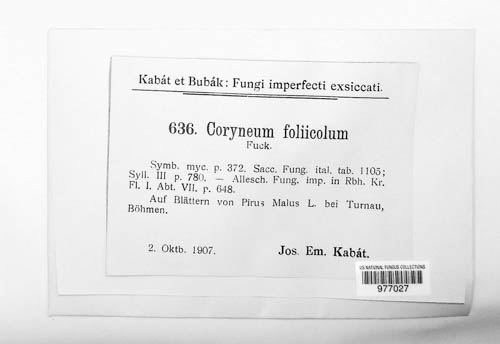 Kabát et Bubák: Fungi imperfecti exsiccati.
636. Coryneum foliicolum
Fuck.
Symb. myc. p. 372. Sacc. Fung. ital. tab. 1105;
Syll. III p. 780. — Allesch. Fung. imp. in Rbh. Kr.
Fl. I. Abt. VII. p. 648.
Auf Blättern von Pirus Malus L. bei Turnau,
Böhmen.
2. Oktb. 1907. Jos. Em. Kabát.
US NATIONAL FUNGUS COLLECTIONS
977027